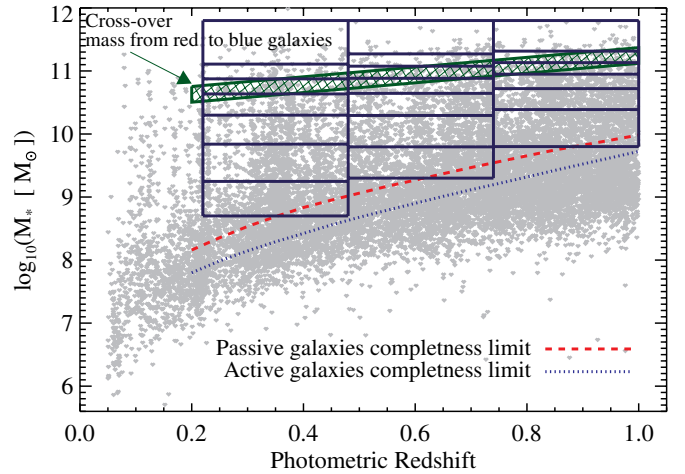 Cross-over
mass from red to blue galaxies
12
11
10
9
8
7
6
log10(M* [ M⊙]
Passive galaxies completness limit
Active galaxies completness limit
0.0 0.2 0.4 0.6 0.8 1.0
Photometric Redshift